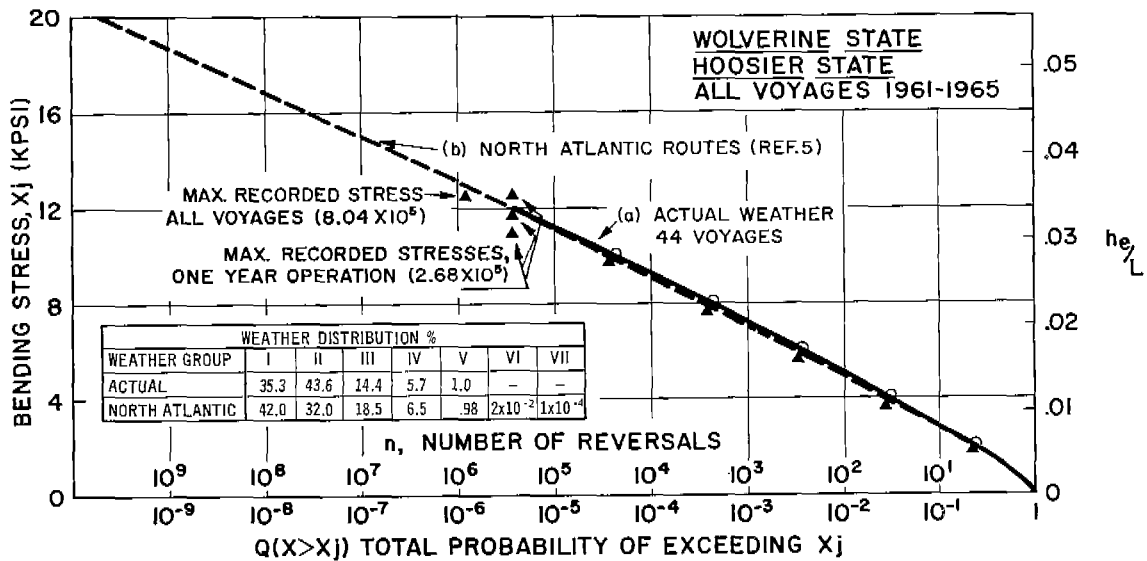 WOLVERINE STATE
HOOSIER STATE
ALL VOYAGES 1961-1965
BENDING STRESS, Xj (KPSI)
20
16
12
8
4
0
.05
.04
.03
.02
.01
0
he/L
(b) NORTH ATLANTIC ROUTES (REF.5)
MAX. RECORDED STRESS
ALL VOYAGES (8.04 X10⁵)
(a) ACTUAL WEATHER
44 VOYAGES
MAX. RECORDED STRESSES,
ONE YEAR OPERATION (2.68X10⁵)
WEATHER DISTRIBUTION %
WEATHER GROUP I II III IV V VI VII
ACTUAL 35.3 43.6 14.4 5.7 1.0 — —
NORTH ATLANTIC 42.0 32.0 18.5 6.5 .98 2x10⁻² 1x10⁻⁴
n, NUMBER OF REVERSALS
10⁹ 10⁸ 10⁷ 10⁶ 10⁵ 10⁴ 10³ 10² 10¹
10⁻⁹ 10⁻⁸ 10⁻⁷ 10⁻⁶ 10⁻⁵ 10⁻⁴ 10⁻³ 10⁻² 10⁻¹ 1
Q(X>Xj) TOTAL PROBABILITY OF EXCEEDING Xj